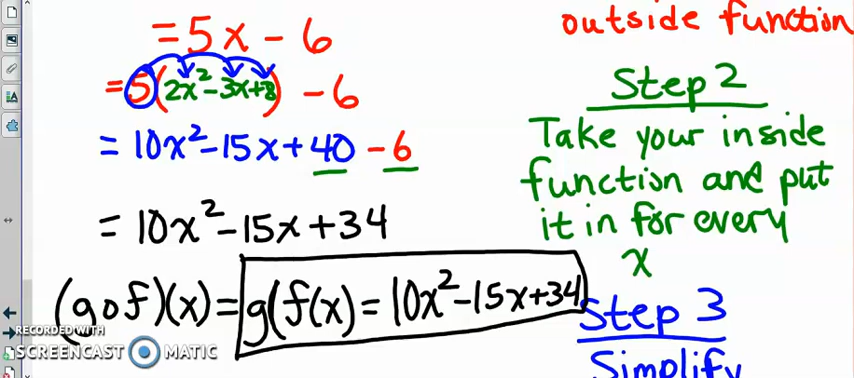 = 5x - 6
= 5(2x² - 3x + 8) - 6
= 10x² - 15x + 40 - 6
= 10x² - 15x + 34
(gof)(x) = g(f(x) = 10x² - 15x + 34
outside function
Step 2
Take your inside
function and put
it in for every
x
Step 3
Simplify
RECORDED WITH
SCREENCAST MATIC